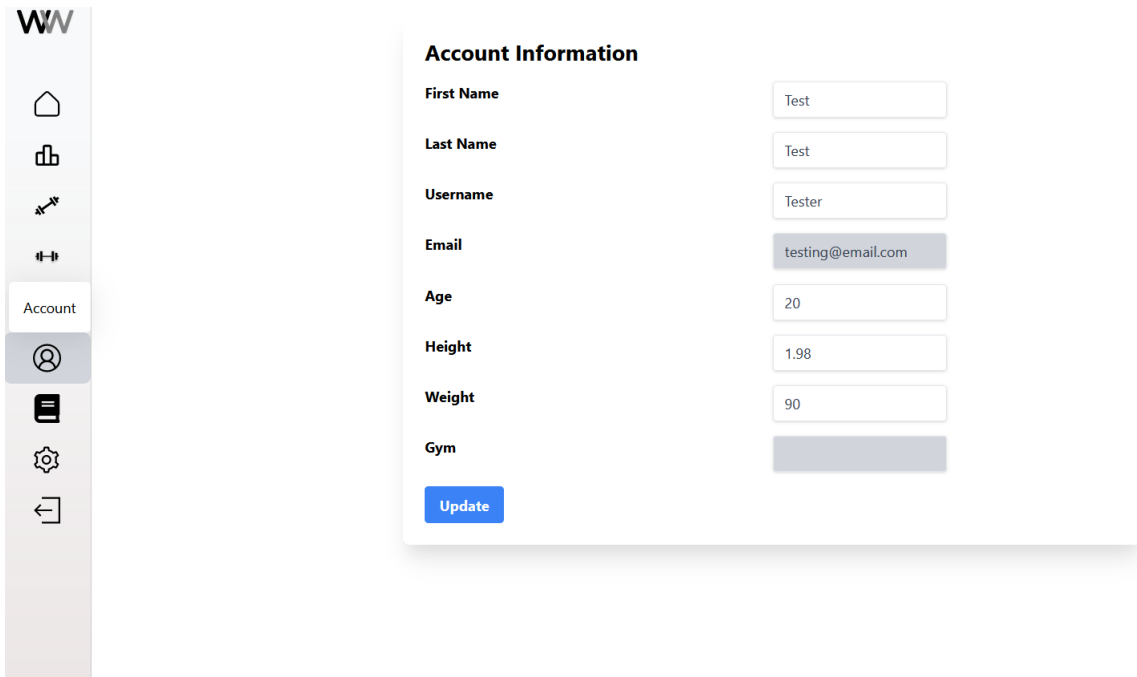 WW
Account
Account Information
First Name
Test
Last Name
Test
Username
Tester
Email
testing@email.com
Age
20
Height
1.98
Weight
90
Gym
Update